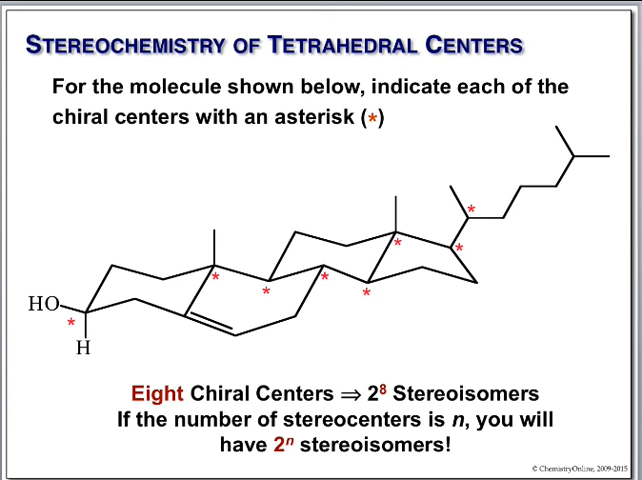 STEREOCHEMISTRY OF TETRAHEDRAL CENTERS
For the molecule shown below, indicate each of the
chiral centers with an asterisk (*)
*
*
*
*
*
*
*
HO
*
H
Eight Chiral Centers ⇒ 2⁸ Stereoisomers
If the number of stereocenters is n, you will
have 2ⁿ stereoisomers!
© ChemistryOnline, 2009-2015